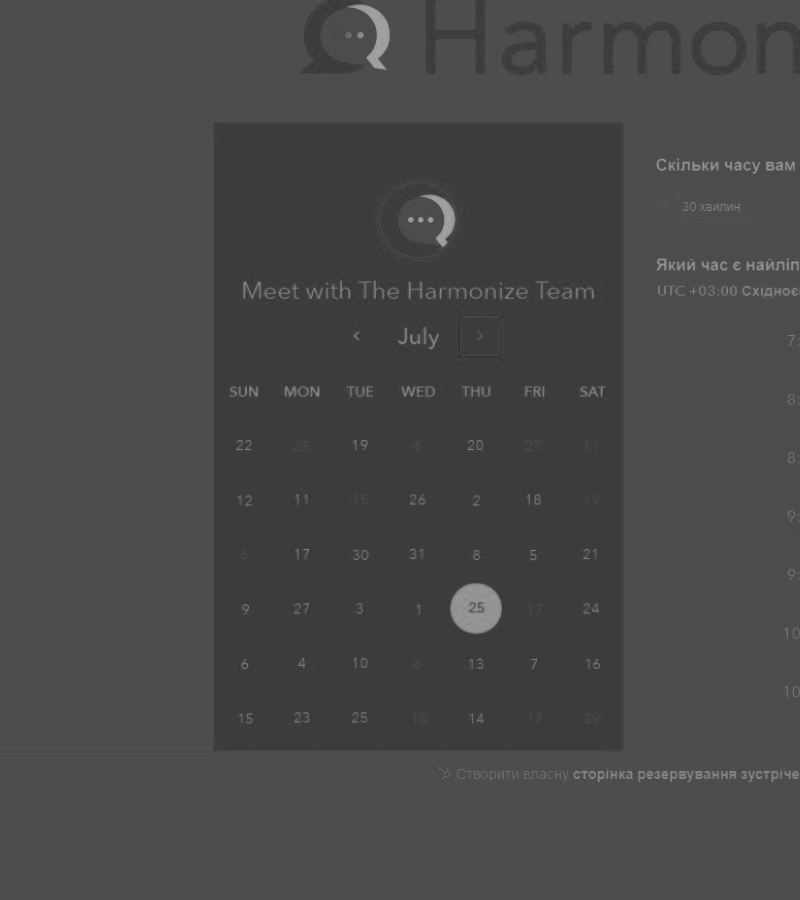 Harmon
Скільки часу вам
30 хвилин
Meet with The Harmonize Team
Який час є найліп
UTC +03:00 Східноє
‹ July ›
SUN MON TUE WED THU FRI SAT
22 25 19 6 20 27 11
12 11 15 26 2 18 19
6 17 30 31 8 5 21
9 27 3 1 25 17 24
6 4 10 6 13 7 16
15 23 25 10 14 17 29
7:
8:
8:
9:
9:
10
10
Створити власну сторінка резервування зустріче